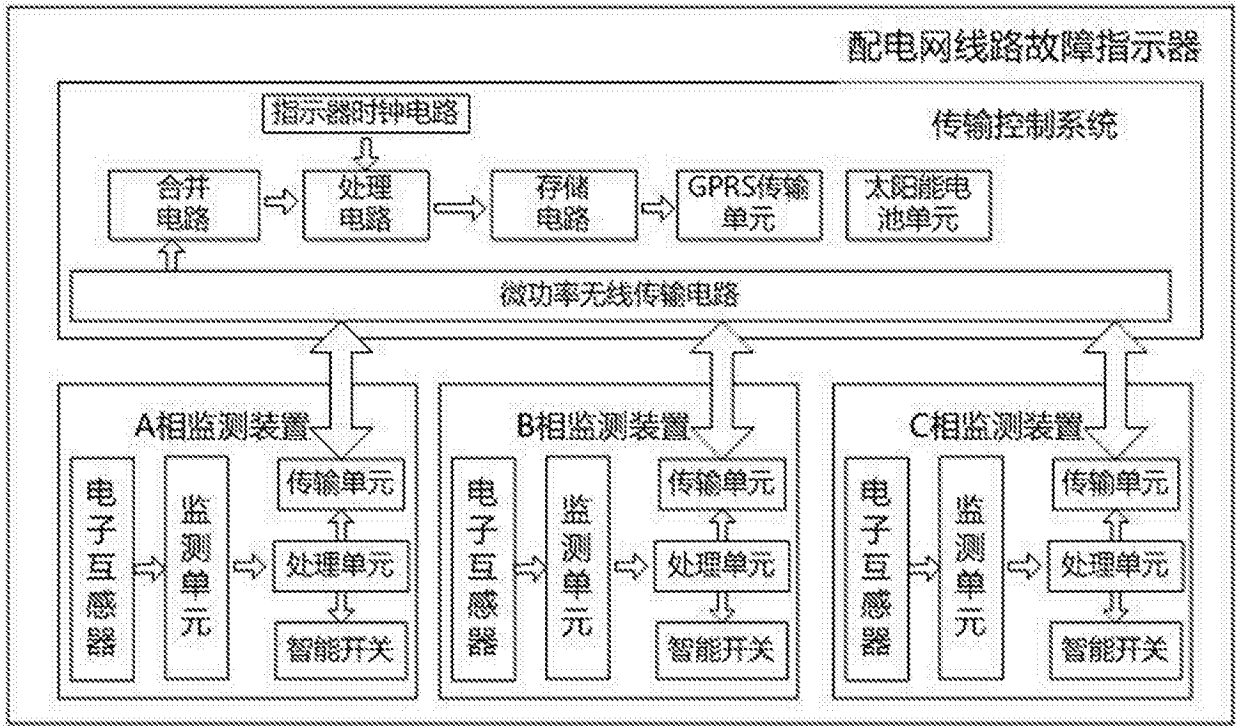 配电网线路故障指示器
传输控制系统
指示器时钟电路
合并
电路
处理
电路
存储
电路
GPRS传输
单元
太阳能电
池单元
微功率无线传输电路
A相监测装置
电子互感器
监测单元
传输单元
处理单元
智能开关
B相监测装置
电子互感器
监测单元
传输单元
处理单元
智能开关
C相监测装置
电子互感器
监测单元
传输单元
处理单元
智能开关